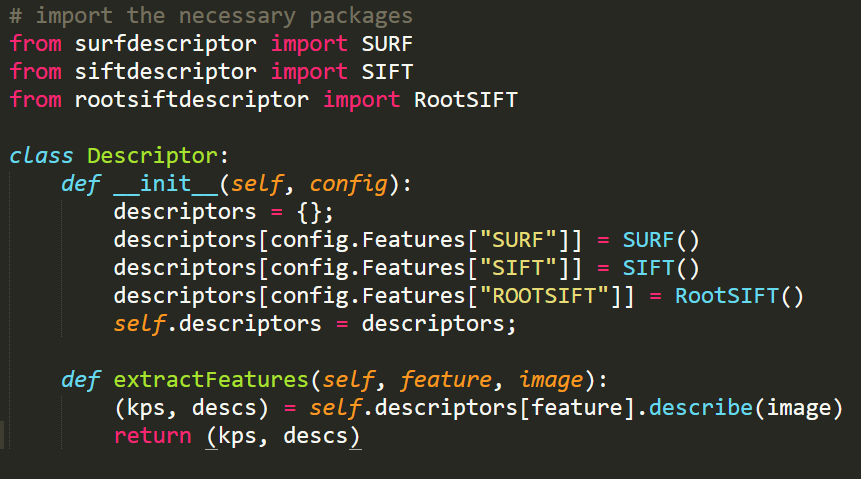 # import the necessary packages
from surfdescriptor import SURF
from siftdescriptor import SIFT
from rootsiftdescriptor import RootSIFT

class Descriptor:
    def __init__(self, config):
        descriptors = {};
        descriptors[config.Features["SURF"]] = SURF()
        descriptors[config.Features["SIFT"]] = SIFT()
        descriptors[config.Features["ROOTSIFT"]] = RootSIFT()
        self.descriptors = descriptors;

    def extractFeatures(self, feature, image):
        (kps, descs) = self.descriptors[feature].describe(image)
        return (kps, descs)